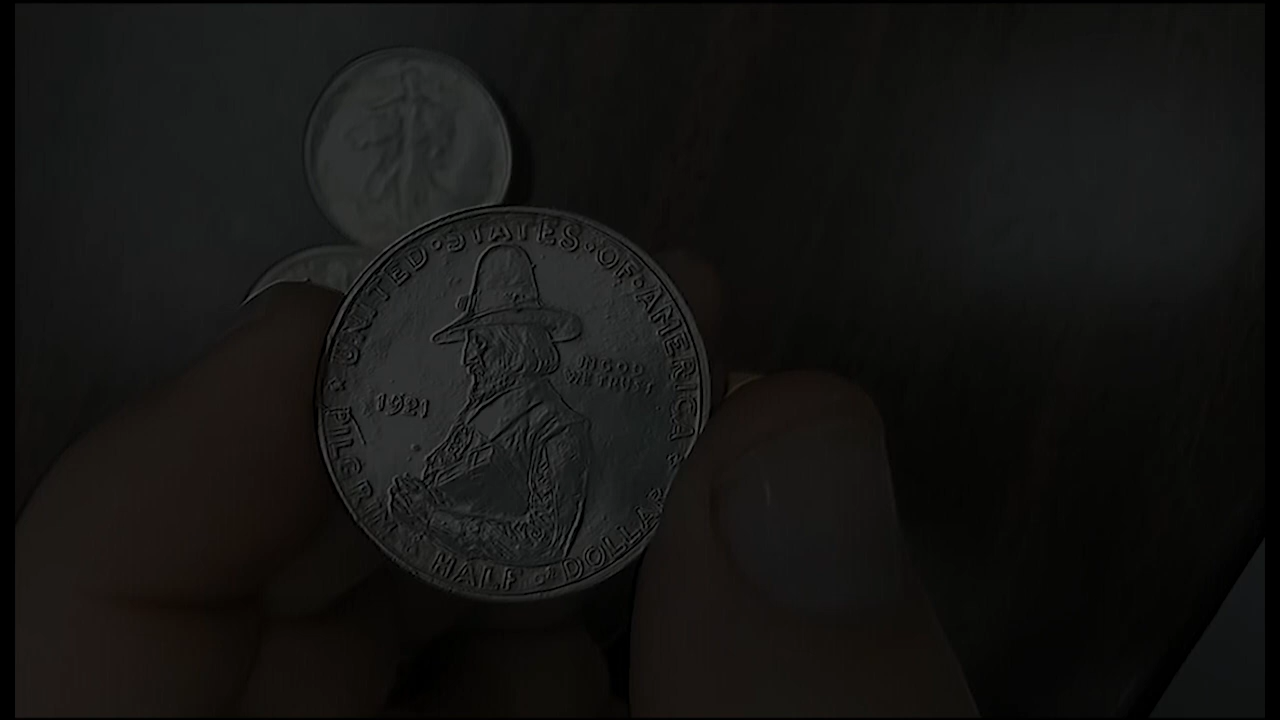 UNITED·STATES·OF·AMERICA
IN GOD
WE TRUST
1921
PILGRIM HALF DOLLAR